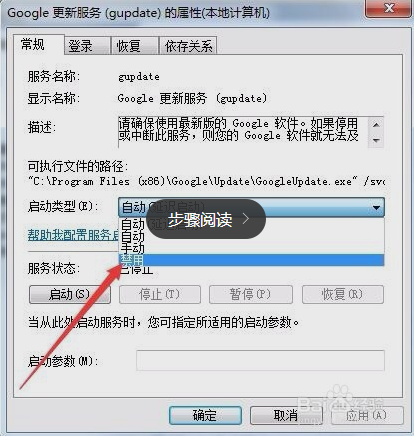 Google 更新服务 (gupdate) 的属性(本地计算机)
常规 登录 恢复 依存关系
服务名称: gupdate
显示名称: Google 更新服务 (gupdate)
描述: 请确保使用最新版的 Google 软件。如果停用
或中断此服务，则您的 Google 软件就无法及
可执行文件的路径:
"C:\Program Files (x86)\Google\Update\GoogleUpdate.exe" /svc
启动类型(E): 自动
步骤阅读 >
自动
帮助我配置服务 自动
手动
禁用
服务状态: 已停止
启动(S) 停止(T) 暂停(P) 恢复(R)
当从此处启动服务时，您可指定所适用的启动参数。
启动参数(M):
确定 取消 应用(A)
Baidu 经验